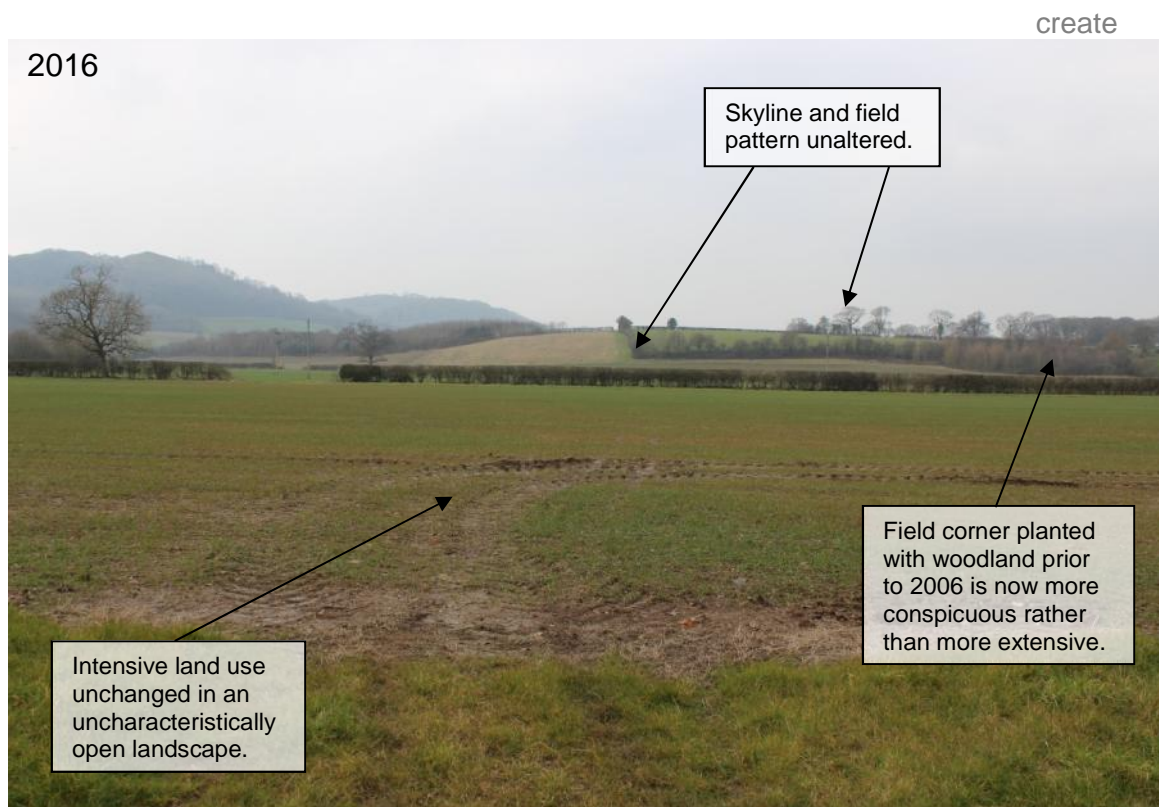 create
2016
Skyline and field
pattern unaltered.
Field corner planted
with woodland prior
to 2006 is now more
conspicuous rather
than more extensive.
Intensive land use
unchanged in an
uncharacteristically
open landscape.